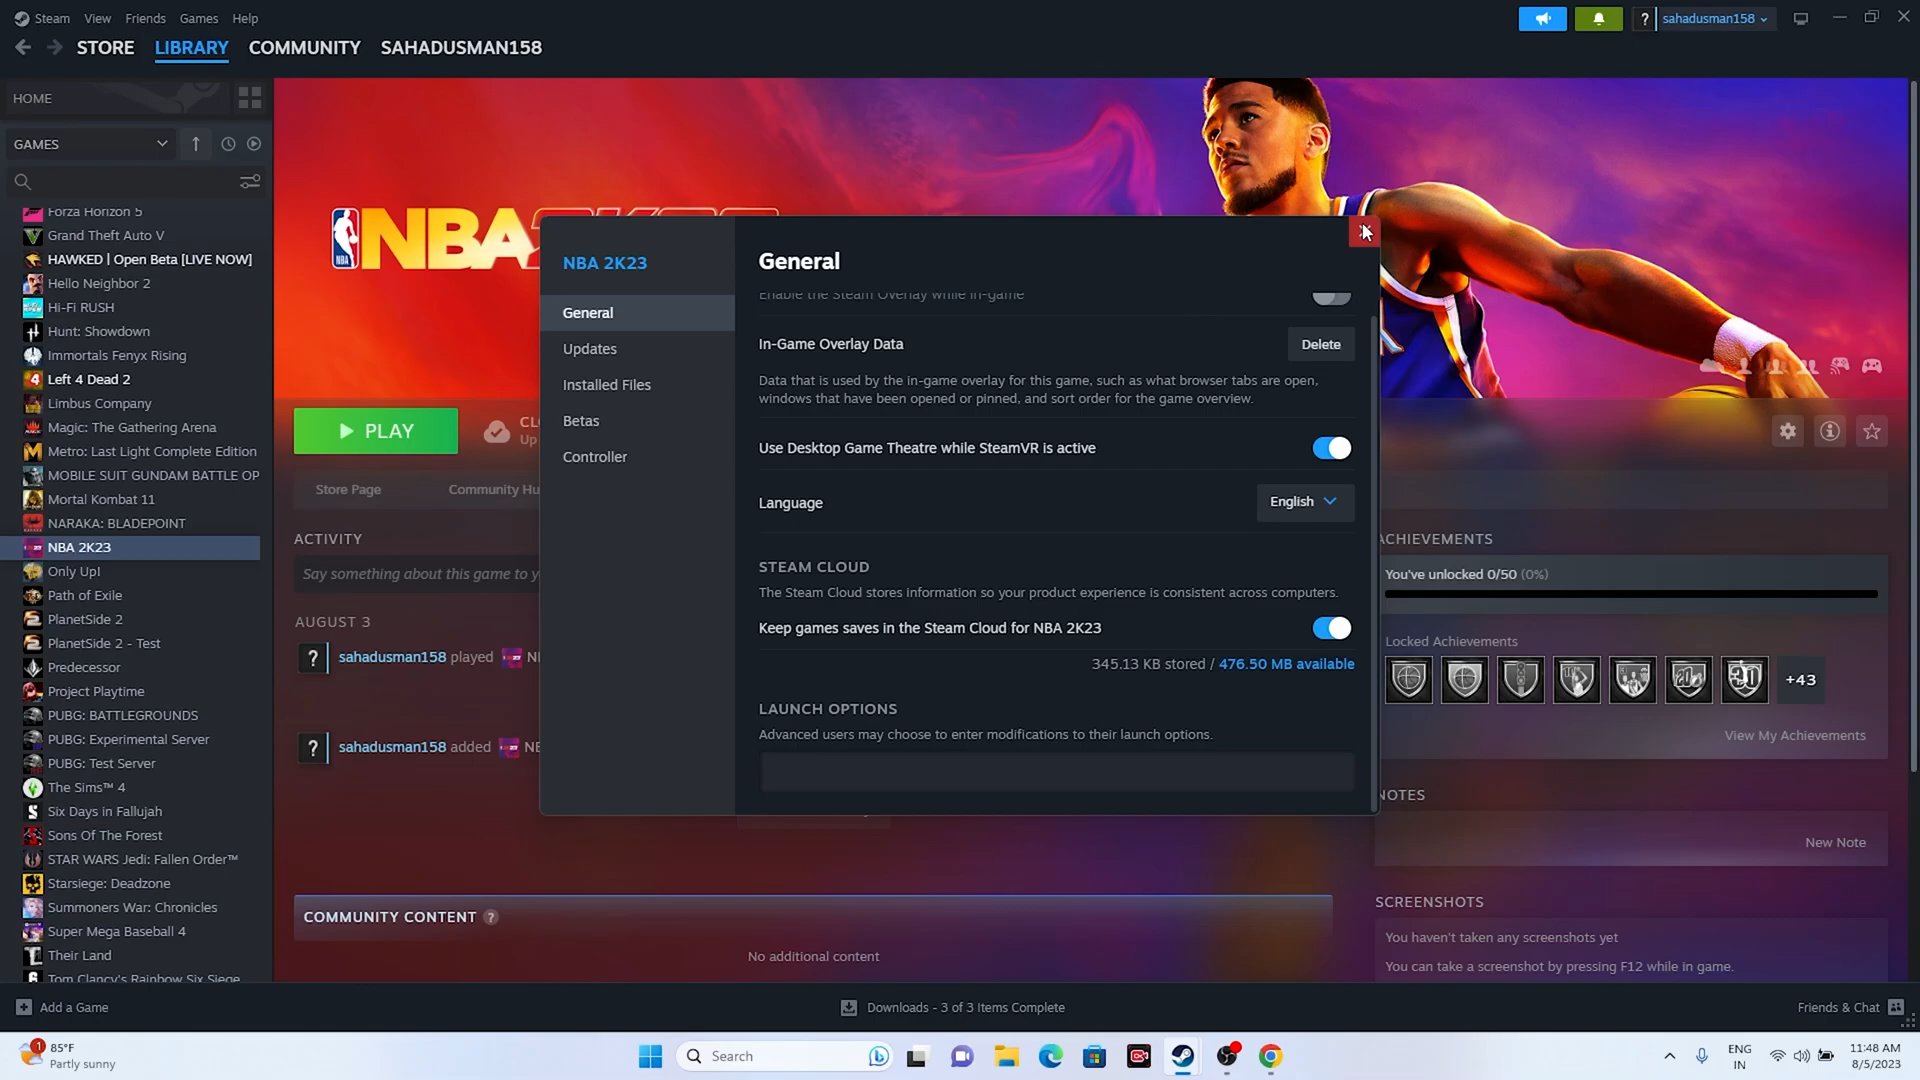 Steam View Friends Games Help
sahadusman158
STORE LIBRARY COMMUNITY SAHADUSMAN158
HOME
GAMES
Forza Horizon 5
Grand Theft Auto V
HAWKED | Open Beta [LIVE NOW]
Hello Neighbor 2
Hi-Fi RUSH
Hunt: Showdown
Immortals Fenyx Rising
Left 4 Dead 2
Limbus Company
Magic: The Gathering Arena
Metro: Last Light Complete Edition
MOBILE SUIT GUNDAM BATTLE OP
Mortal Kombat 11
NARAKA: BLADEPOINT
NBA 2K23
Only Up!
Path of Exile
PlanetSide 2
PlanetSide 2 - Test
Predecessor
Project Playtime
PUBG: BATTLEGROUNDS
PUBG: Experimental Server
PUBG: Test Server
The Sims™ 4
Six Days in Fallujah
Sons Of The Forest
STAR WARS Jedi: Fallen Order™
Starsiege: Deadzone
Summoners War: Chronicles
Super Mega Baseball 4
Their Land
Tom Clancy's Rainbow Six Siege
NBA
PLAY
CL
Up
Store Page
Community Hu
ACTIVITY
Say something about this game to y
AUGUST 3
sahadusman158 played
sahadusman158 added
COMMUNITY CONTENT ?
No additional content
NBA 2K23
General
Updates
Installed Files
Betas
Controller
General
Enable the Steam Overlay while in-game
In-Game Overlay Data
Delete
Data that is used by the in-game overlay for this game, such as what browser tabs are open,
windows that have been opened or pinned, and sort order for the game overview.
Use Desktop Game Theatre while SteamVR is active
Language
English
STEAM CLOUD
The Steam Cloud stores information so your product experience is consistent across computers.
Keep games saves in the Steam Cloud for NBA 2K23
345.13 KB stored / 476.50 MB available
LAUNCH OPTIONS
Advanced users may choose to enter modifications to their launch options.
ACHIEVEMENTS
You've unlocked 0/50 (0%)
Locked Achievements
+43
View My Achievements
NOTES
New Note
SCREENSHOTS
You haven't taken any screenshots yet
You can take a screenshot by pressing F12 while in game.
Add a Game
Downloads - 3 of 3 Items Complete
Friends & Chat
1
85°F
Partly sunny
Search
ENG
IN
11:48 AM
8/5/2023